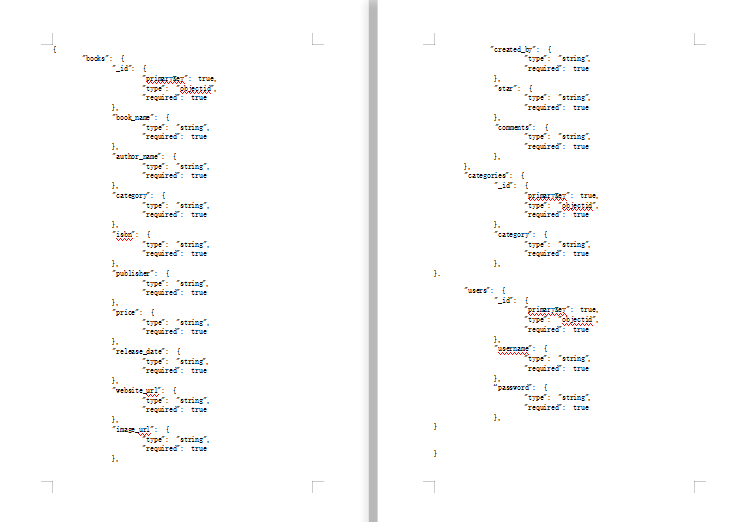 {
"books": {
"_id": {
"primaryKey": true,
"type": "objectid",
"required": true
},
"book_name": {
"type": "string",
"required": true
},
"author_name": {
"type": "string",
"required": true
},
"category": {
"type": "string",
"required": true
},
"isbn": {
"type": "string",
"required": true
},
"publisher": {
"type": "string",
"required": true
},
"price": {
"type": "string",
"required": true
},
"release_date": {
"type": "string",
"required": true
},
"website_url": {
"type": "string",
"required": true
},
"image_url": {
"type": "string",
"required": true
},
"created_by": {
"type": "string",
"required": true
},
"star": {
"type": "string",
"required": true
},
"comments": {
"type": "string",
"required": true
},
},
"categories": {
"_id": {
"primaryKey": true,
"type": "objectid",
"required": true
},
"category": {
"type": "string",
"required": true
},
},
"users": {
"_id": {
"primaryKey": true,
"type": "objectid",
"required": true
},
"username": {
"type": "string",
"required": true
},
"password": {
"type": "string",
"required": true
},
}
}